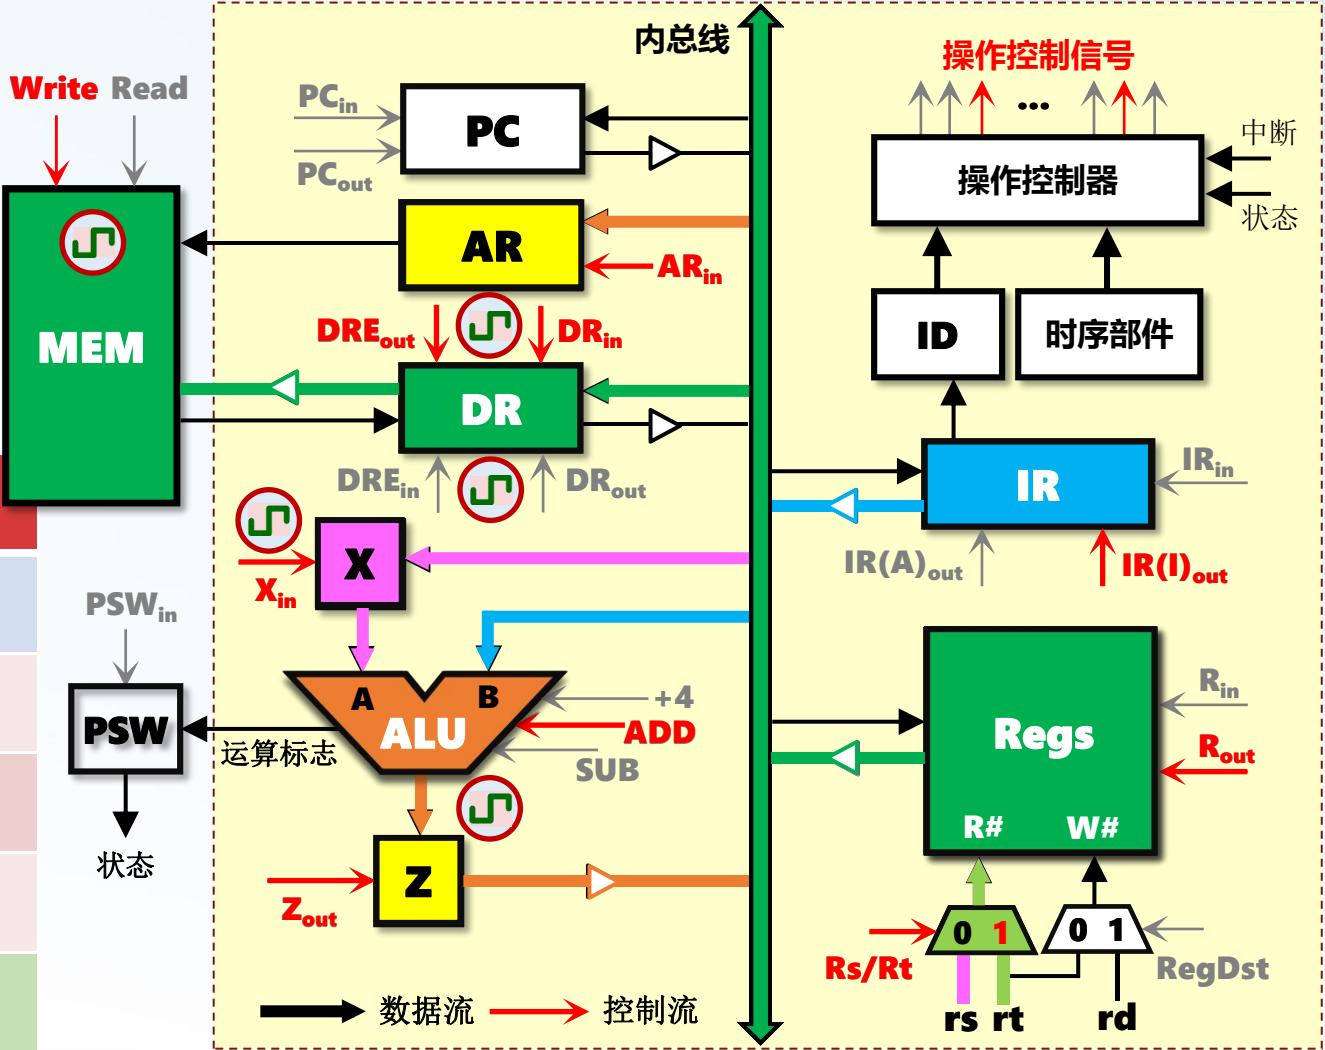 内总线
操作控制信号
Write Read
PCin
PC
PCout
...
中断
操作控制器
状态
AR
ARin
MEM
DREout
DRin
DR
DREin
DRout
ID
时序部件
IR
IRin
IR(A)out
IR(I)out
X
Xin
PSWin
PSW
状态
运算标志
A
B
ALU
+4
ADD
SUB
Z
Zout
Regs
Rin
Rout
R#
W#
0 1
0 1
Rs/Rt
RegDst
rs rt
rd
数据流
控制流